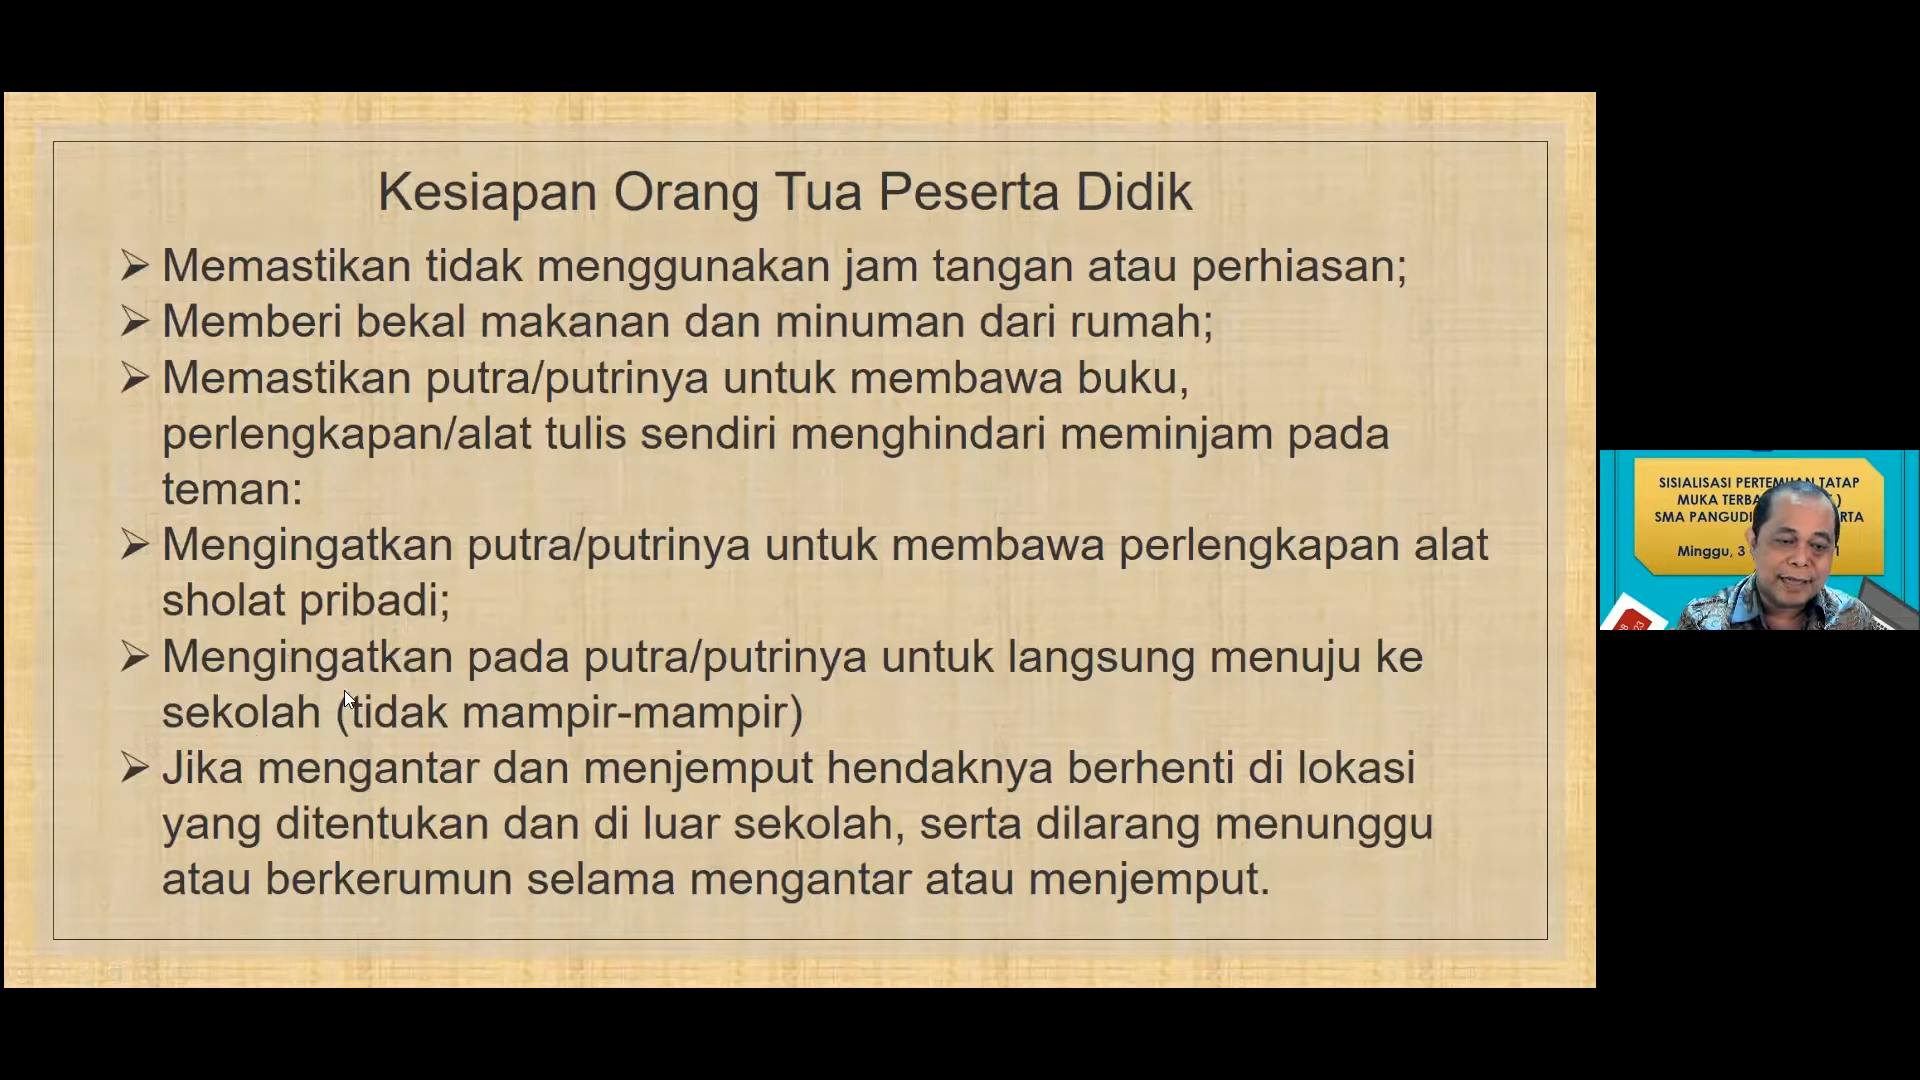 Kesiapan Orang Tua Peserta Didik
➢ Memastikan tidak menggunakan jam tangan atau perhiasan;
➢ Memberi bekal makanan dan minuman dari rumah;
➢ Memastikan putra/putrinya untuk membawa buku,
perlengkapan/alat tulis sendiri menghindari meminjam pada
teman:
➢ Mengingatkan putra/putrinya untuk membawa perlengkapan alat
sholat pribadi;
➢ Mengingatkan pada putra/putrinya untuk langsung menuju ke
sekolah (tidak mampir-mampir)
➢ Jika mengantar dan menjemput hendaknya berhenti di lokasi
yang ditentukan dan di luar sekolah, serta dilarang menunggu
atau berkerumun selama mengantar atau menjemput.
SISIALISASI PERTEMUAN TATAP
MUKA
SMA PANGUDI
Minggu, 3